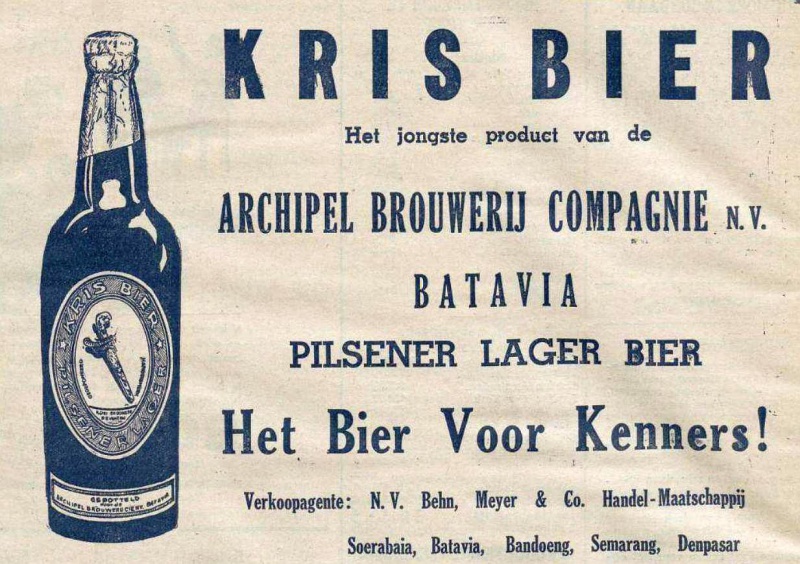 KRIS BIER
Het jongste product van de
ARCHIPEL BROUWERIJ COMPAGNIE N.V.
BATAVIA
PILSENER LAGER BIER
Het Bier Voor Kenners!
Verkoopagente: N.V. Behn, Meyer & Co. Handel-Maatschappij
Soerabaia, Batavia, Bandoeng, Semarang, Denpasar
KRIS BIER
PILSENER LAGER
GEBOTTELD
ARCHIPEL BROUWERIJ